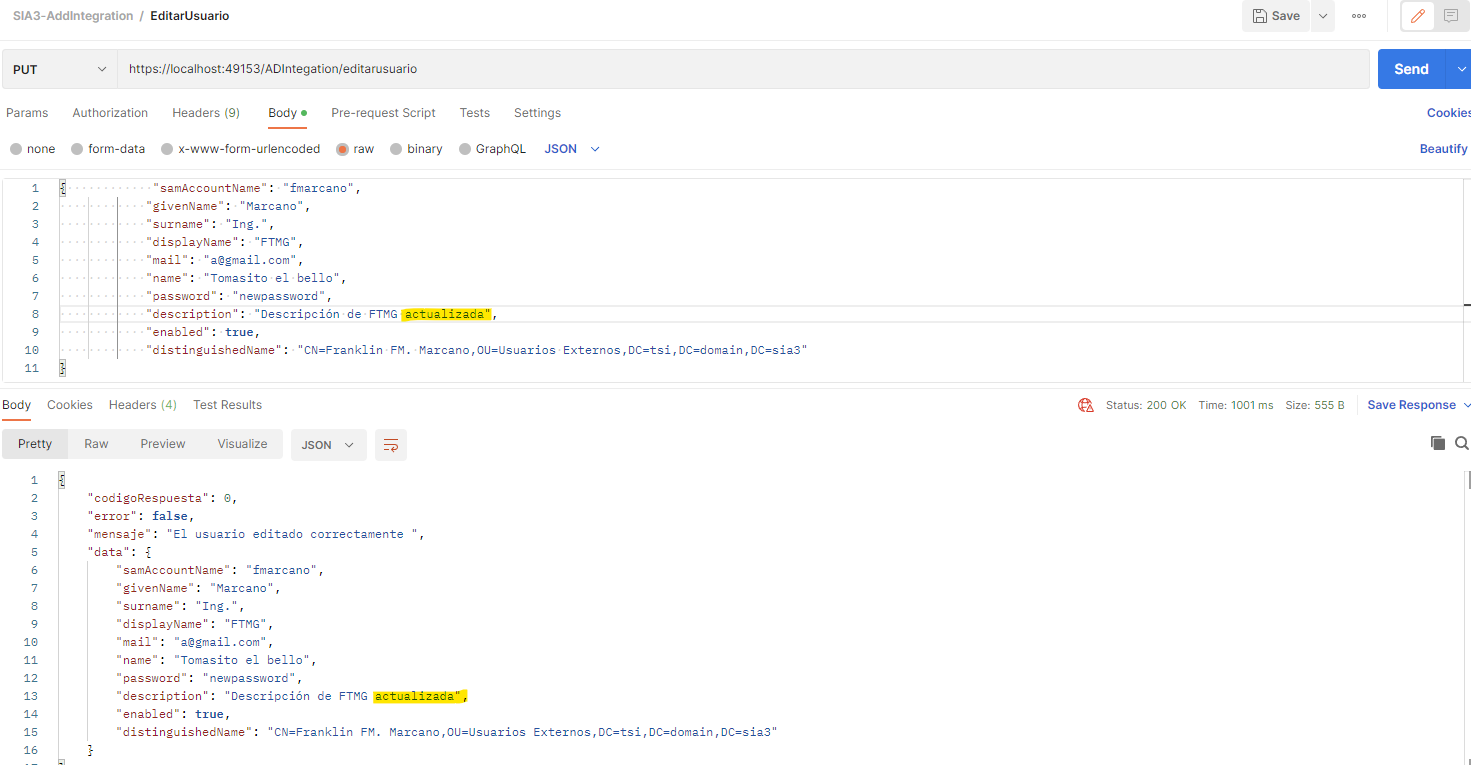 SIA3-AddIntegration / EditarUsuario
Save
PUT
https://localhost:49153/ADIntegation/editarusuario
Send
Params Authorization Headers (9) Body Pre-request Script Tests Settings Cookies
none form-data x-www-form-urlencoded raw binary GraphQL JSON Beautify
1 { "samAccountName": "fmarcano",
2 "givenName": "Marcano",
3 "surname": "Ing.",
4 "displayName": "FTMG",
5 "mail": "a@gmail.com",
6 "name": "Tomasito el bello",
7 "password": "newpassword",
8 "description": "Descripción de FTMG actualizada",
9 "enabled": true,
10 "distinguishedName": "CN=Franklin FM. Marcano,OU=Usuarios Externos,DC=tsi,DC=domain,DC=sia3"
11 }
Body Cookies Headers (4) Test Results Status: 200 OK Time: 1001 ms Size: 555 B Save Response
Pretty Raw Preview Visualize JSON
1 {
2 "codigoRespuesta": 0,
3 "error": false,
4 "mensaje": "El usuario editado correctamente ",
5 "data": {
6 "samAccountName": "fmarcano",
7 "givenName": "Marcano",
8 "surname": "Ing.",
9 "displayName": "FTMG",
10 "mail": "a@gmail.com",
11 "name": "Tomasito el bello",
12 "password": "newpassword",
13 "description": "Descripción de FTMG actualizada",
14 "enabled": true,
15 "distinguishedName": "CN=Franklin FM. Marcano,OU=Usuarios Externos,DC=tsi,DC=domain,DC=sia3"
16 }